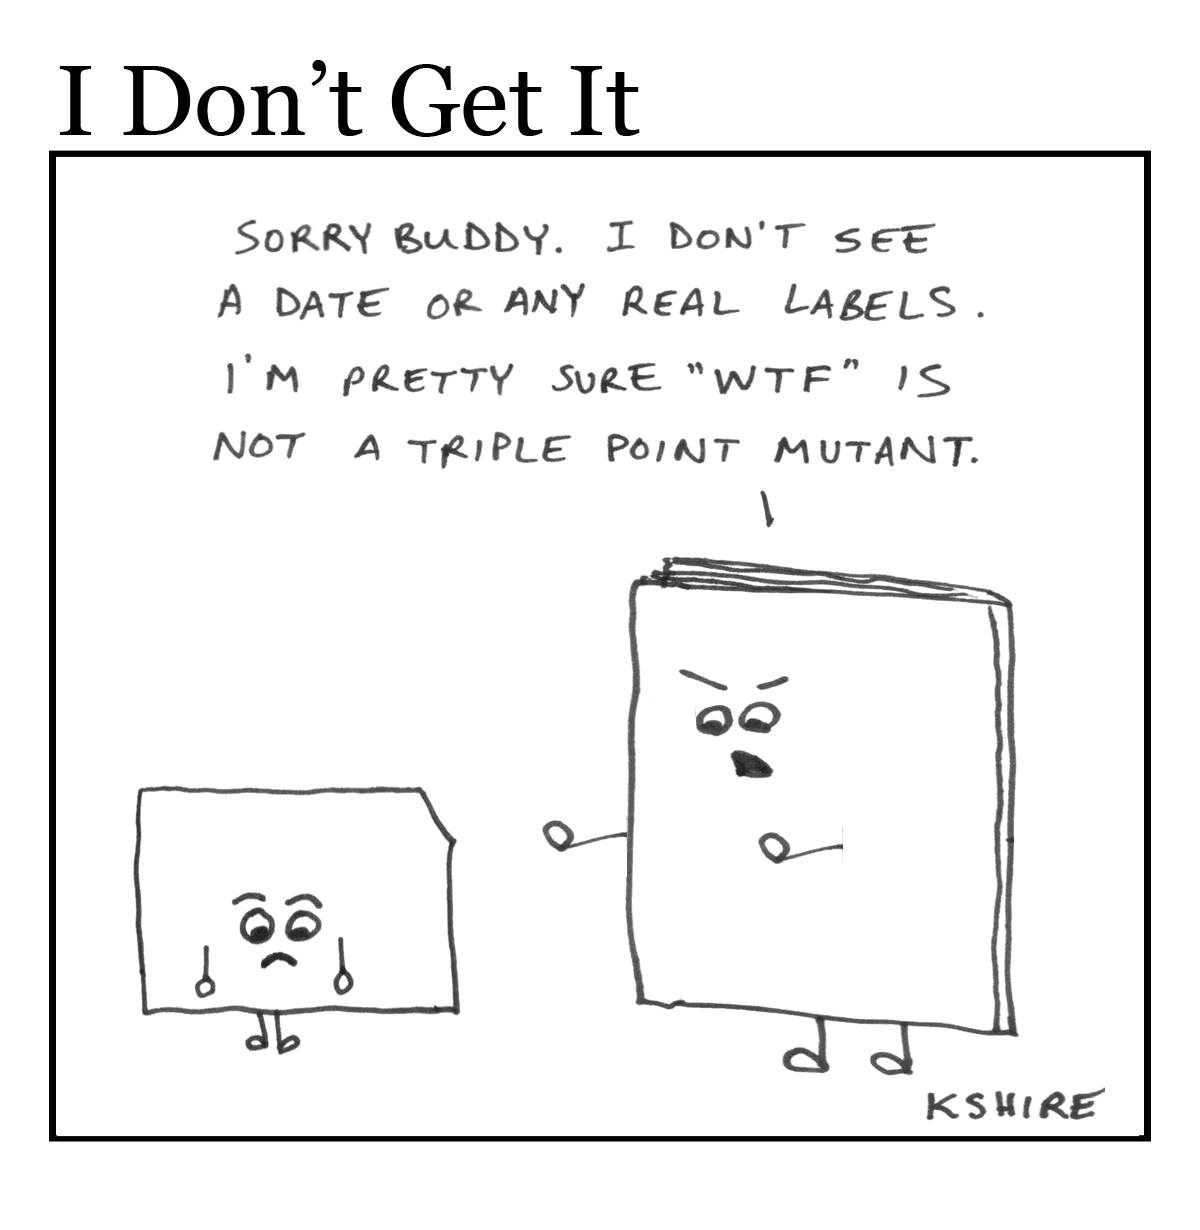 I Don’t Get It
SORRY BUDDY. I DON'T SEE
A DATE OR ANY REAL LABELS.
I'M PRETTY SURE "WTF" IS
NOT A TRIPLE POINT MUTANT.
KSHIRE